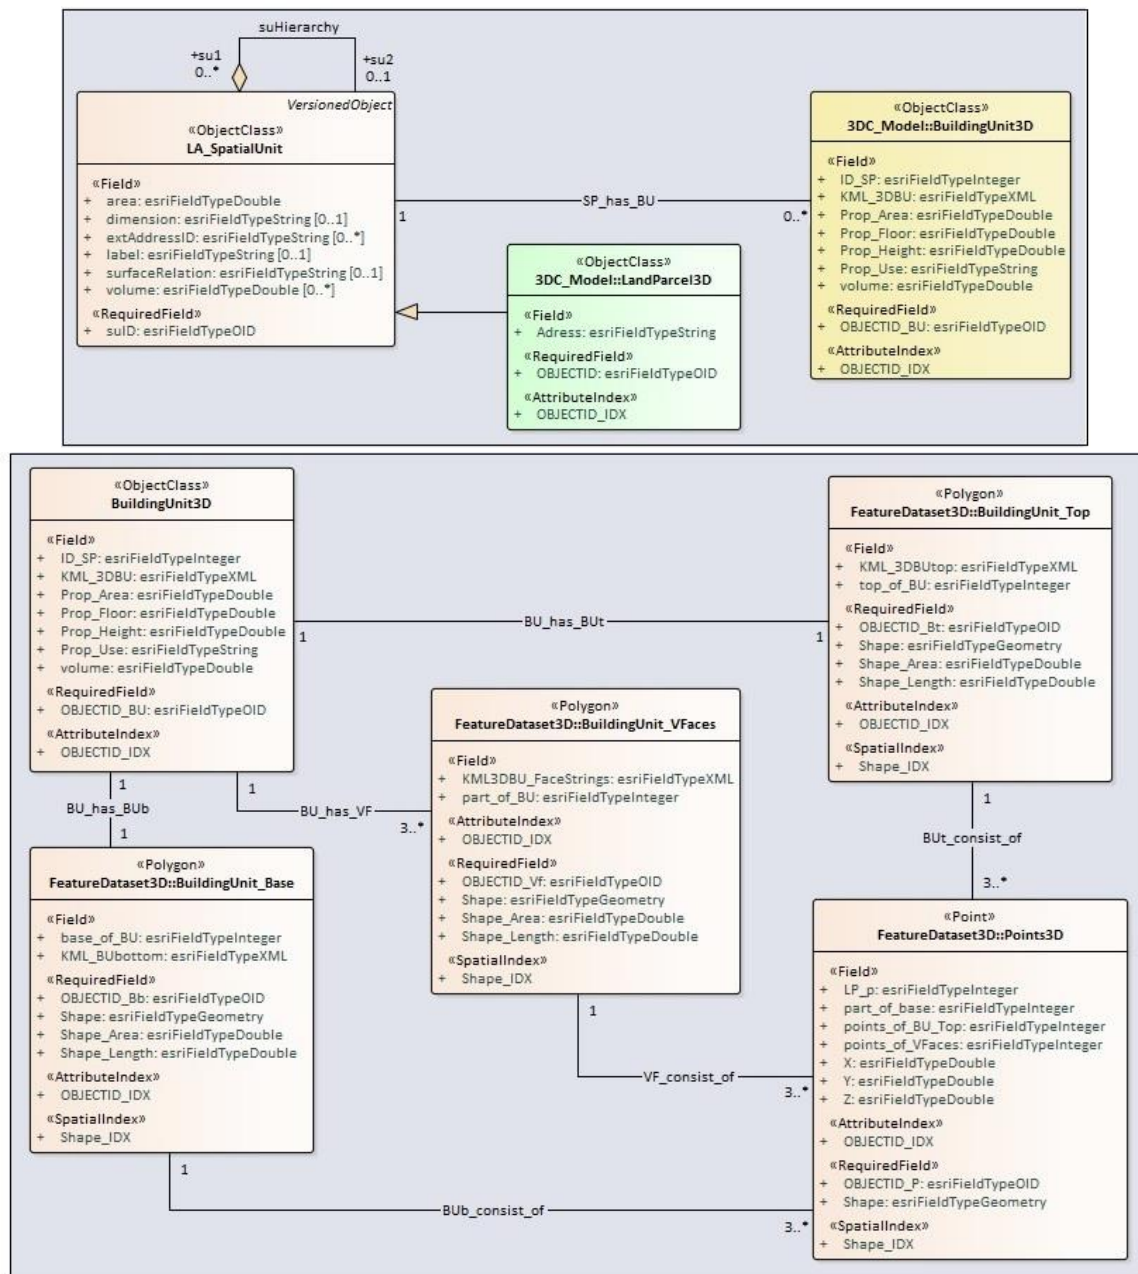 suHierarchy
+su1
0..*
+su2
0..1
VersionedObject
«ObjectClass»
LA_SpatialUnit
«Field»
+ area: esriFieldTypeDouble
+ dimension: esriFieldTypeString [0..1]
+ extAddressID: esriFieldTypeString [0..*]
+ label: esriFieldTypeString [0..1]
+ surfaceRelation: esriFieldTypeString [0..1]
+ volume: esriFieldTypeDouble [0..*]
«RequiredField»
+ suID: esriFieldTypeOID
1
SP_has_BU
0..*
«ObjectClass»
3DC_Model::LandParcel3D
«Field»
+ Adress: esriFieldTypeString
«RequiredField»
+ OBJECTID: esriFieldTypeOID
«AttributeIndex»
+ OBJECTID_IDX
«ObjectClass»
3DC_Model::BuildingUnit3D
«Field»
+ ID_SP: esriFieldTypeInteger
+ KML_3DBU: esriFieldTypeXML
+ Prop_Area: esriFieldTypeDouble
+ Prop_Floor: esriFieldTypeDouble
+ Prop_Height: esriFieldTypeDouble
+ Prop_Use: esriFieldTypeString
+ volume: esriFieldTypeDouble
«RequiredField»
+ OBJECTID_BU: esriFieldTypeOID
«AttributeIndex»
+ OBJECTID_IDX
«ObjectClass»
BuildingUnit3D
«Field»
+ ID_SP: esriFieldTypeInteger
+ KML_3DBU: esriFieldTypeXML
+ Prop_Area: esriFieldTypeDouble
+ Prop_Floor: esriFieldTypeDouble
+ Prop_Height: esriFieldTypeDouble
+ Prop_Use: esriFieldTypeString
+ volume: esriFieldTypeDouble
«RequiredField»
+ OBJECTID_BU: esriFieldTypeOID
«AttributeIndex»
+ OBJECTID_IDX
1
BU_has_BUt
1
«Polygon»
FeatureDataset3D::BuildingUnit_Top
«Field»
+ KML_3DBUtop: esriFieldTypeXML
+ top_of_BU: esriFieldTypeInteger
«RequiredField»
+ OBJECTID_Bt: esriFieldTypeOID
+ Shape: esriFieldTypeGeometry
+ Shape_Area: esriFieldTypeDouble
+ Shape_Length: esriFieldTypeDouble
«AttributeIndex»
+ OBJECTID_IDX
«SpatialIndex»
+ Shape_IDX
1
BU_has_BUb
1
1
BU_has_VF
3..*
«Polygon»
FeatureDataset3D::BuildingUnit_VFaces
«Field»
+ KML3DBU_FaceStrings: esriFieldTypeXML
+ part_of_BU: esriFieldTypeInteger
«AttributeIndex»
+ OBJECTID_IDX
«RequiredField»
+ OBJECTID_Vf: esriFieldTypeOID
+ Shape: esriFieldTypeGeometry
+ Shape_Area: esriFieldTypeDouble
+ Shape_Length: esriFieldTypeDouble
«SpatialIndex»
+ Shape_IDX
1
BUt_consist_of
3..*
«Polygon»
FeatureDataset3D::BuildingUnit_Base
«Field»
+ base_of_BU: esriFieldTypeInteger
+ KML_BUbottom: esriFieldTypeXML
«RequiredField»
+ OBJECTID_Bb: esriFieldTypeOID
+ Shape: esriFieldTypeGeometry
+ Shape_Area: esriFieldTypeDouble
+ Shape_Length: esriFieldTypeDouble
«AttributeIndex»
+ OBJECTID_IDX
«SpatialIndex»
+ Shape_IDX
«Point»
FeatureDataset3D::Points3D
«Field»
+ LP_p: esriFieldTypeInteger
+ part_of_base: esriFieldTypeInteger
+ points_of_BU_Top: esriFieldTypeInteger
+ points_of_VFaces: esriFieldTypeInteger
+ X: esriFieldTypeDouble
+ Y: esriFieldTypeDouble
+ Z: esriFieldTypeDouble
«AttributeIndex»
+ OBJECTID_IDX
«RequiredField»
+ OBJECTID_P: esriFieldTypeOID
+ Shape: esriFieldTypeGeometry
«SpatialIndex»
+ Shape_IDX
1
VF_consist_of
3..*
1
BUb_consist_of
3..*